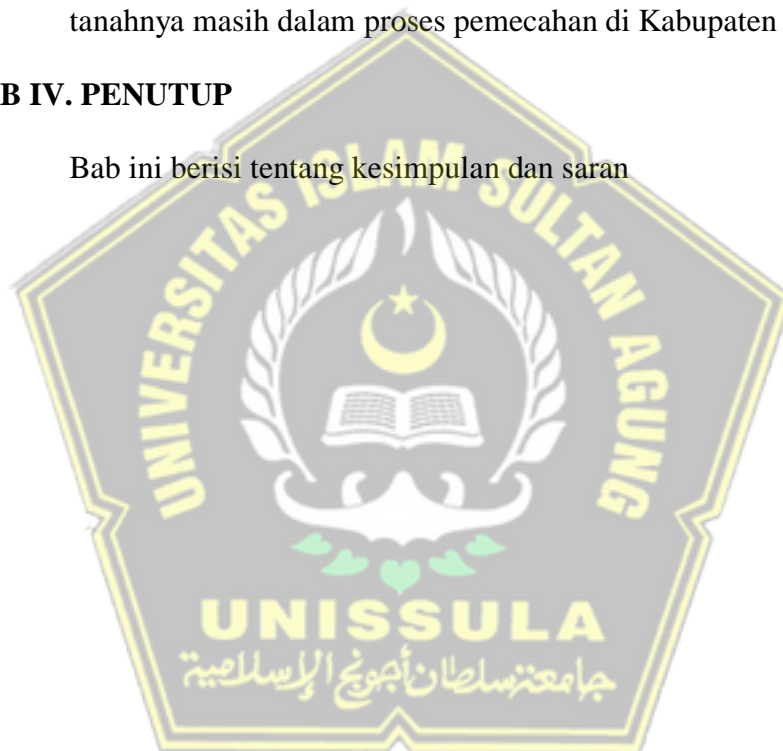 tanahnya masih dalam proses pemecahan di Kabupaten
B IV. PENUTUP
Bab ini berisi tentang kesimpulan dan saran
UNIVERSITAS ISLAM SULTAN AGUNG
UNISSULA
جامعة سلطان أجونج الإسلامية